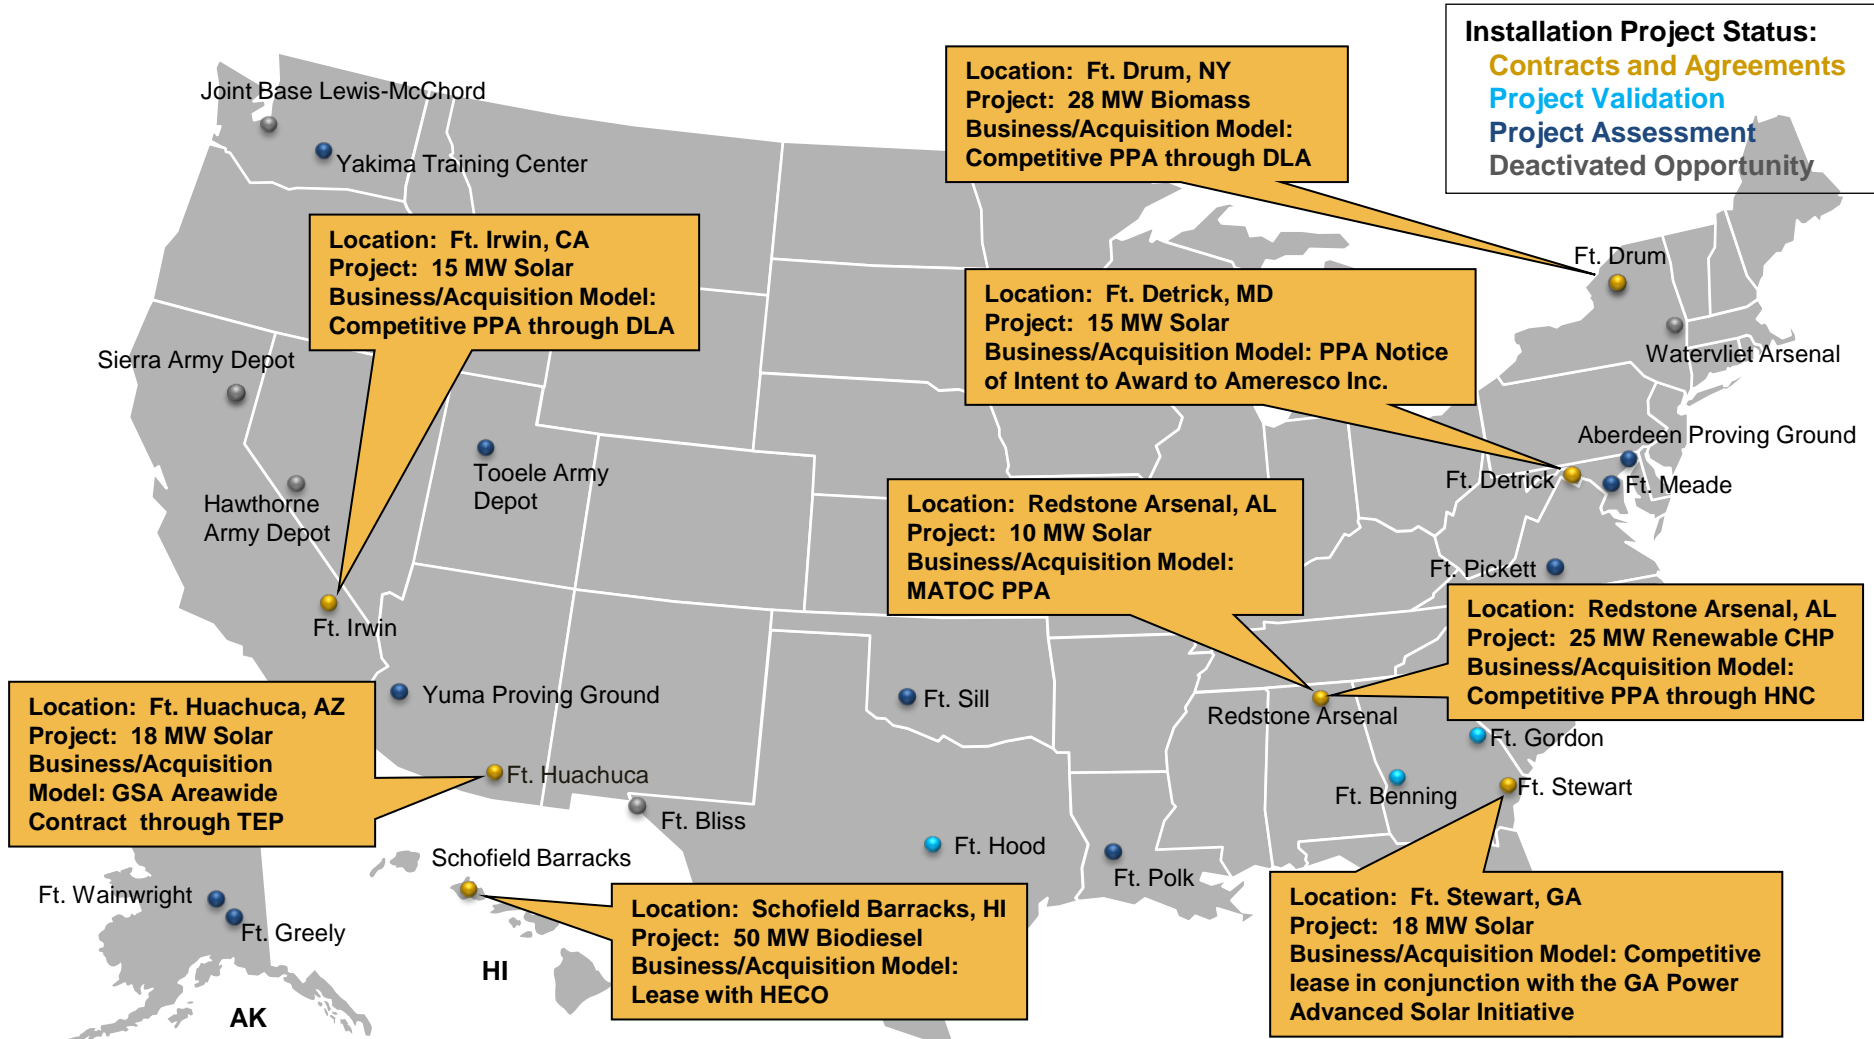 Installation Project Status:
Contracts and Agreements
Project Validation
Project Assessment
Deactivated Opportunity
Location: Ft. Drum, NY
Project: 28 MW Biomass
Business/Acquisition Model:
Competitive PPA through DLA
Joint Base Lewis-McChord
Yakima Training Center
Location: Ft. Irwin, CA
Project: 15 MW Solar
Business/Acquisition Model:
Competitive PPA through DLA
Ft. Drum
Location: Ft. Detrick, MD
Project: 15 MW Solar
Business/Acquisition Model: PPA Notice
of Intent to Award to Ameresco Inc.
Watervliet Arsenal
Sierra Army Depot
Aberdeen Proving Ground
Tooele Army
Depot
Ft. Detrick
Ft. Meade
Hawthorne
Army Depot
Location: Redstone Arsenal, AL
Project: 10 MW Solar
Business/Acquisition Model:
MATOC PPA
Ft. Pickett
Location: Redstone Arsenal, AL
Project: 25 MW Renewable CHP
Business/Acquisition Model:
Competitive PPA through HNC
Ft. Irwin
Yuma Proving Ground
Ft. Sill
Redstone Arsenal
Location: Ft. Huachuca, AZ
Project: 18 MW Solar
Business/Acquisition
Model: GSA Areawide
Contract through TEP
Ft. Gordon
Ft. Huachuca
Ft. Benning
Ft. Stewart
Ft. Bliss
Ft. Hood
Schofield Barracks
Ft. Polk
Ft. Wainwright
Ft. Greely
Location: Schofield Barracks, HI
Project: 50 MW Biodiesel
Business/Acquisition Model:
Lease with HECO
Location: Ft. Stewart, GA
Project: 18 MW Solar
Business/Acquisition Model: Competitive
lease in conjunction with the GA Power
Advanced Solar Initiative
HI
AK